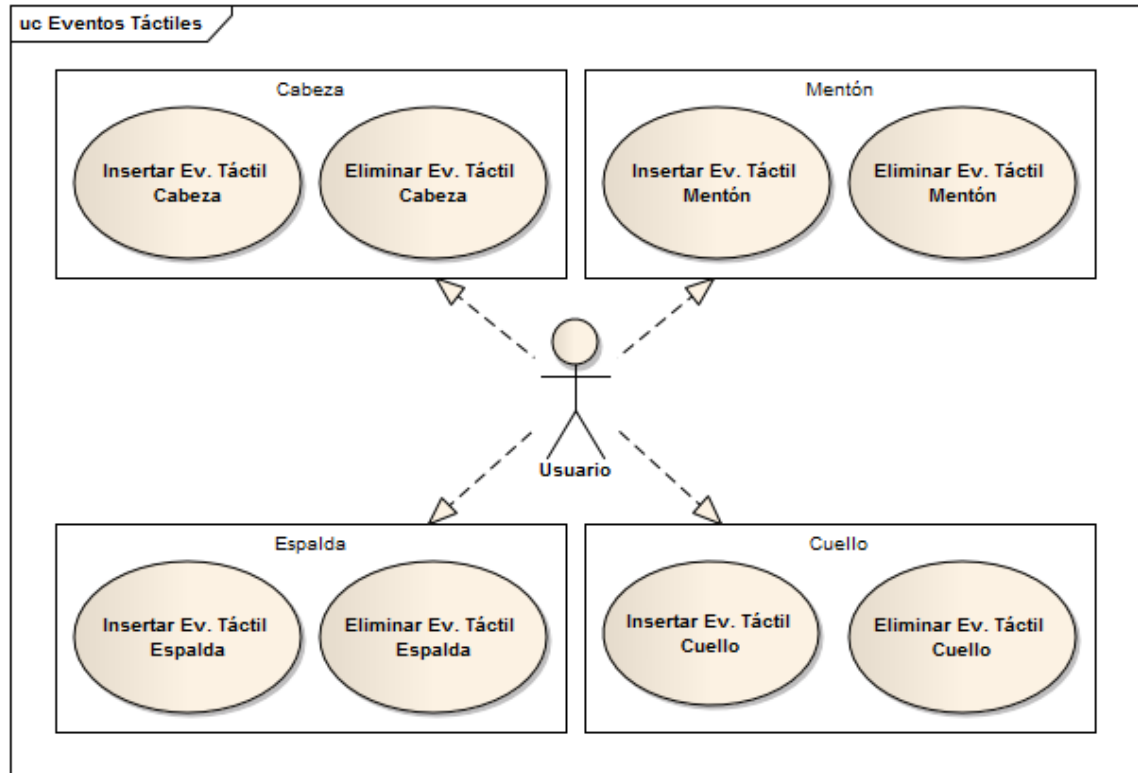 uc Eventos Táctiles
Cabeza
Insertar Ev. Táctil
Cabeza
Eliminar Ev. Táctil
Cabeza
Mentón
Insertar Ev. Táctil
Mentón
Eliminar Ev. Táctil
Mentón
Usuario
Espalda
Insertar Ev. Táctil
Espalda
Eliminar Ev. Táctil
Espalda
Cuello
Insertar Ev. Táctil
Cuello
Eliminar Ev. Táctil
Cuello